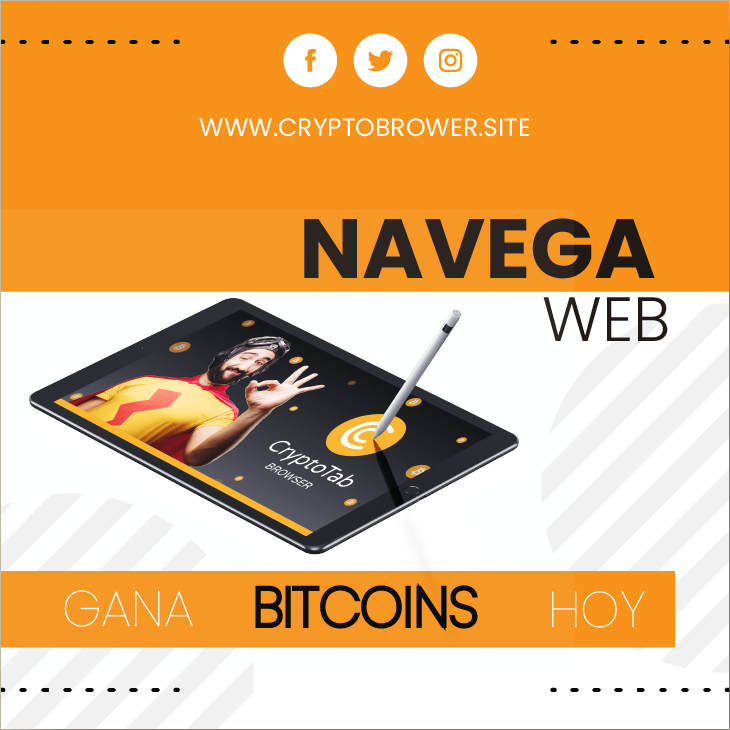 WWW.CRYPTOBROWER.SITE
NAVEGA
WEB
CryptoTab
BROWSER
GANA BITCOINS HOY